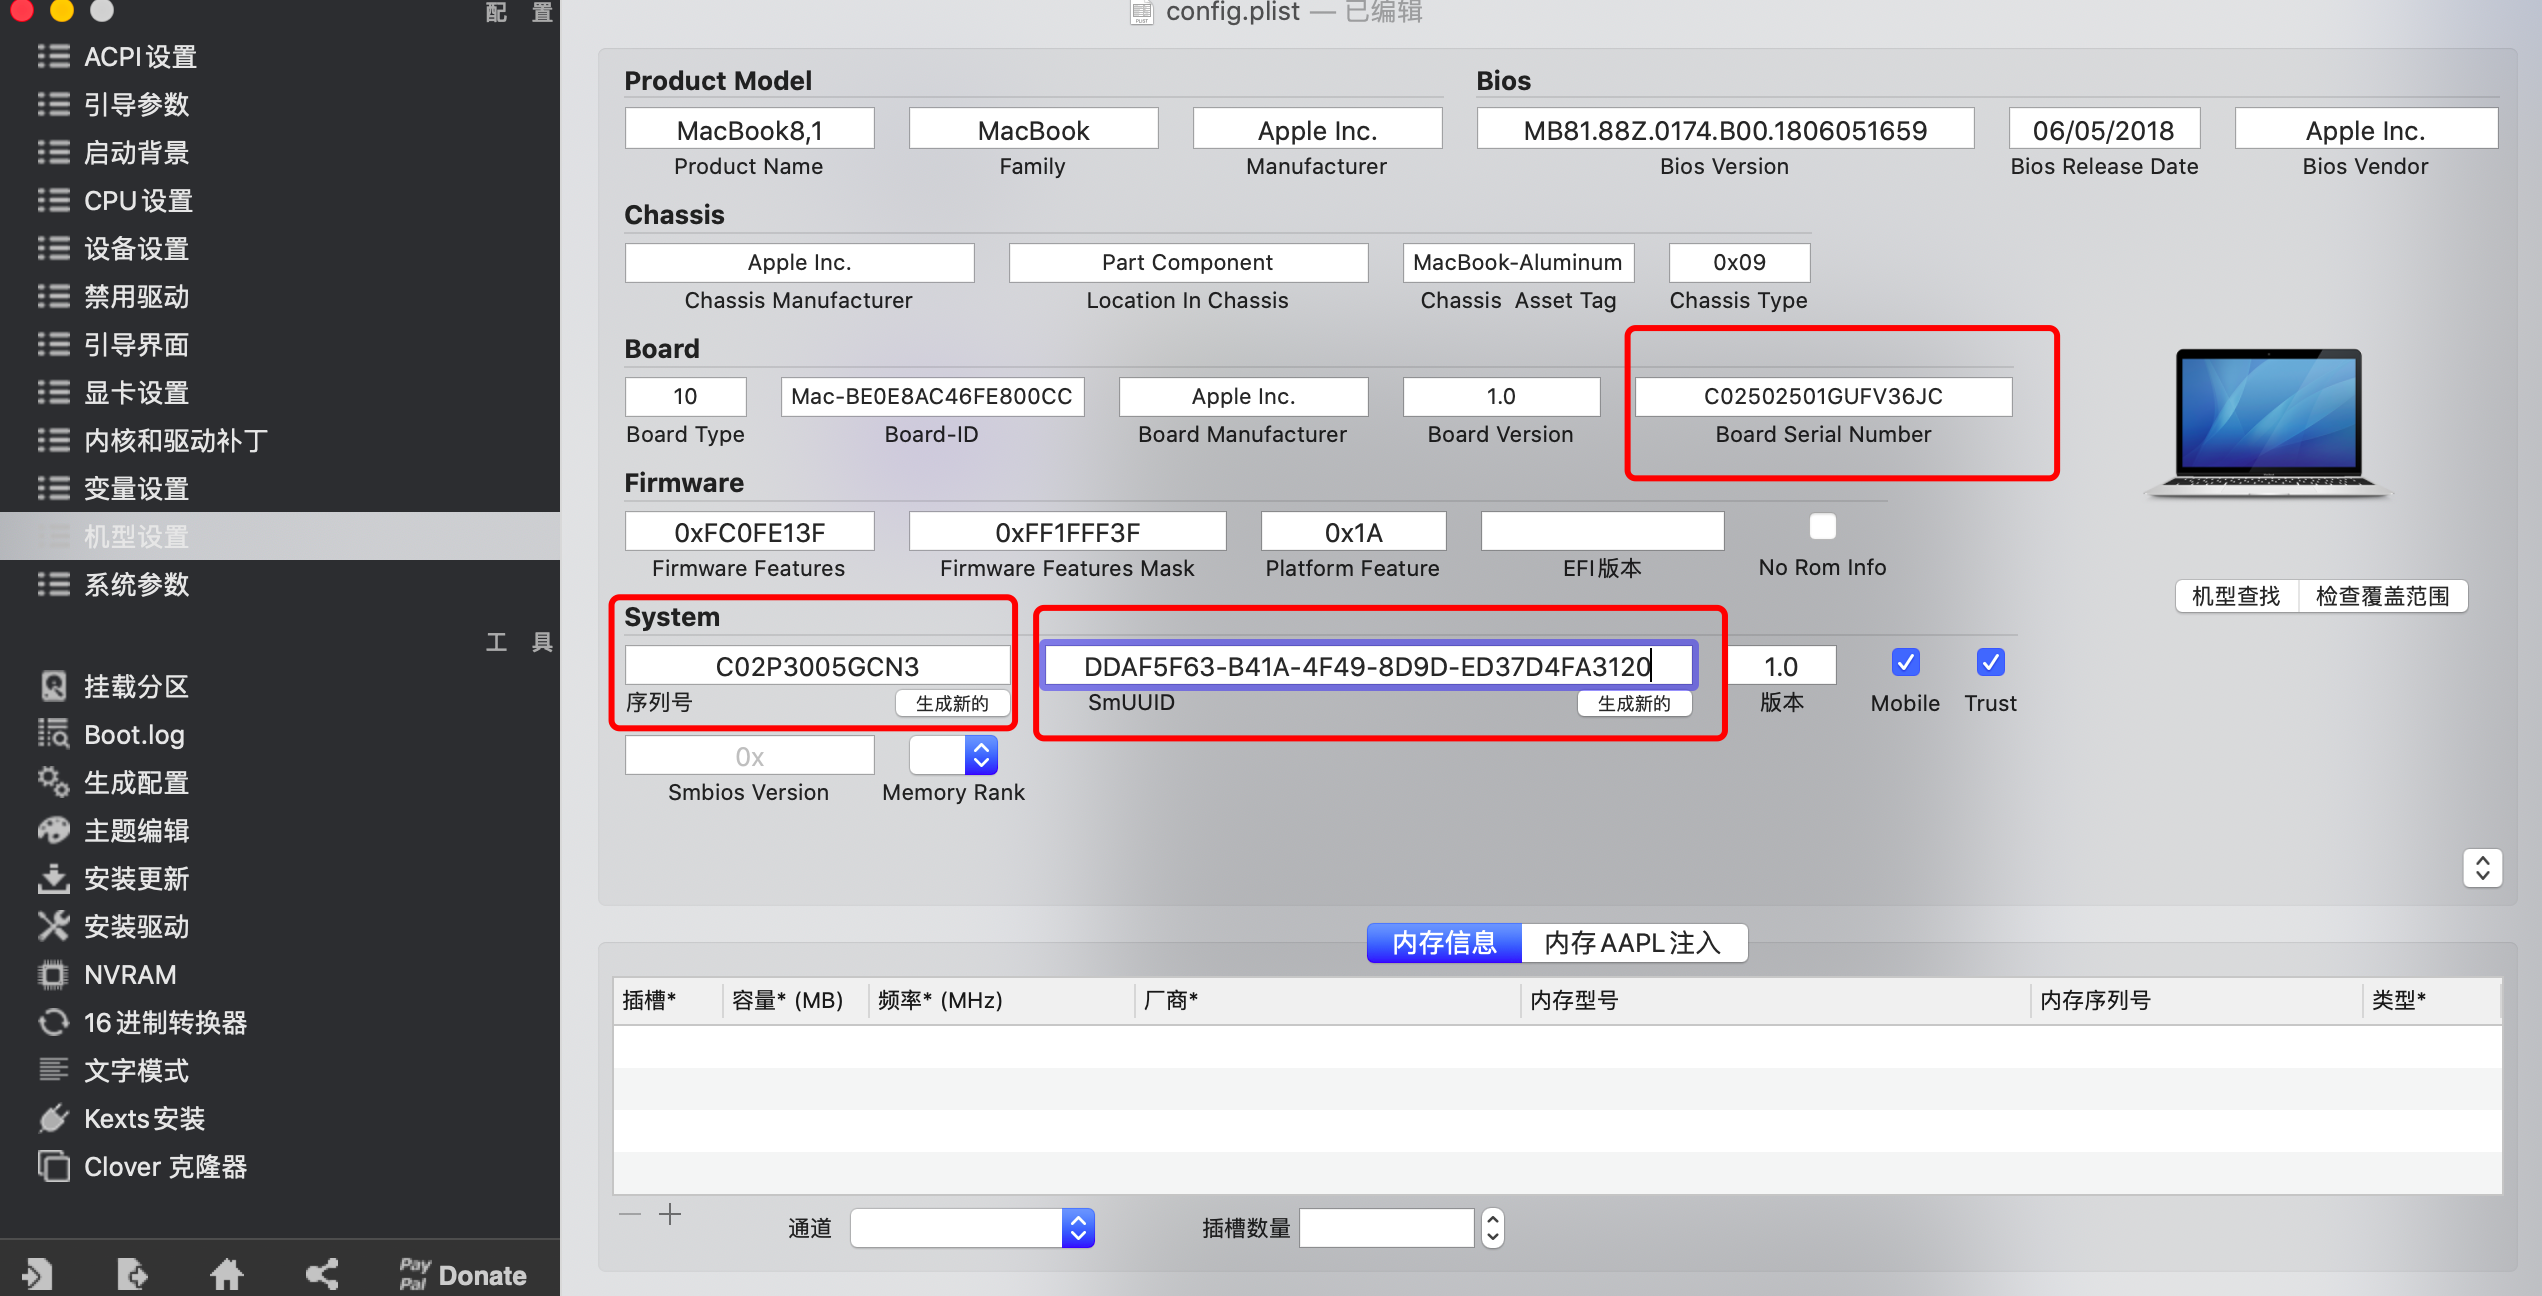 配 置
ACPI设置
引导参数
启动背景
CPU设置
设备设置
禁用驱动
引导界面
显卡设置
内核和驱动补丁
变量设置
机型设置
系统参数
工 具
挂载分区
Boot.log
生成配置
主题编辑
安装更新
安装驱动
NVRAM
16进制转换器
文字模式
Kexts安装
Clover 克隆器
Pay
Pal Donate
config.plist — 已编辑
Product Model
MacBook8,1 MacBook Apple Inc.
Product Name Family Manufacturer
Bios
MB81.88Z.0174.B00.1806051659 06/05/2018 Apple Inc.
Bios Version Bios Release Date Bios Vendor
Chassis
Apple Inc. Part Component MacBook-Aluminum 0x09
Chassis Manufacturer Location In Chassis Chassis Asset Tag Chassis Type
Board
10 Mac-BE0E8AC46FE800CC Apple Inc. 1.0 C02502501GUFV36JC
Board Type Board-ID Board Manufacturer Board Version Board Serial Number
Firmware
0xFC0FE13F 0xFF1FFF3F 0x1A
Firmware Features Firmware Features Mask Platform Feature EFI版本 No Rom Info
机型查找 检查覆盖范围
System
C02P3005GCN3 DDAF5F63-B41A-4F49-8D9D-ED37D4FA3120 1.0
序列号 生成新的 SmUUID 生成新的 版本 Mobile Trust
0x
Smbios Version Memory Rank
内存信息 内存AAPL注入
插槽* 容量* (MB) 频率* (MHz) 厂商* 内存型号 内存序列号 类型*
通道 插槽数量